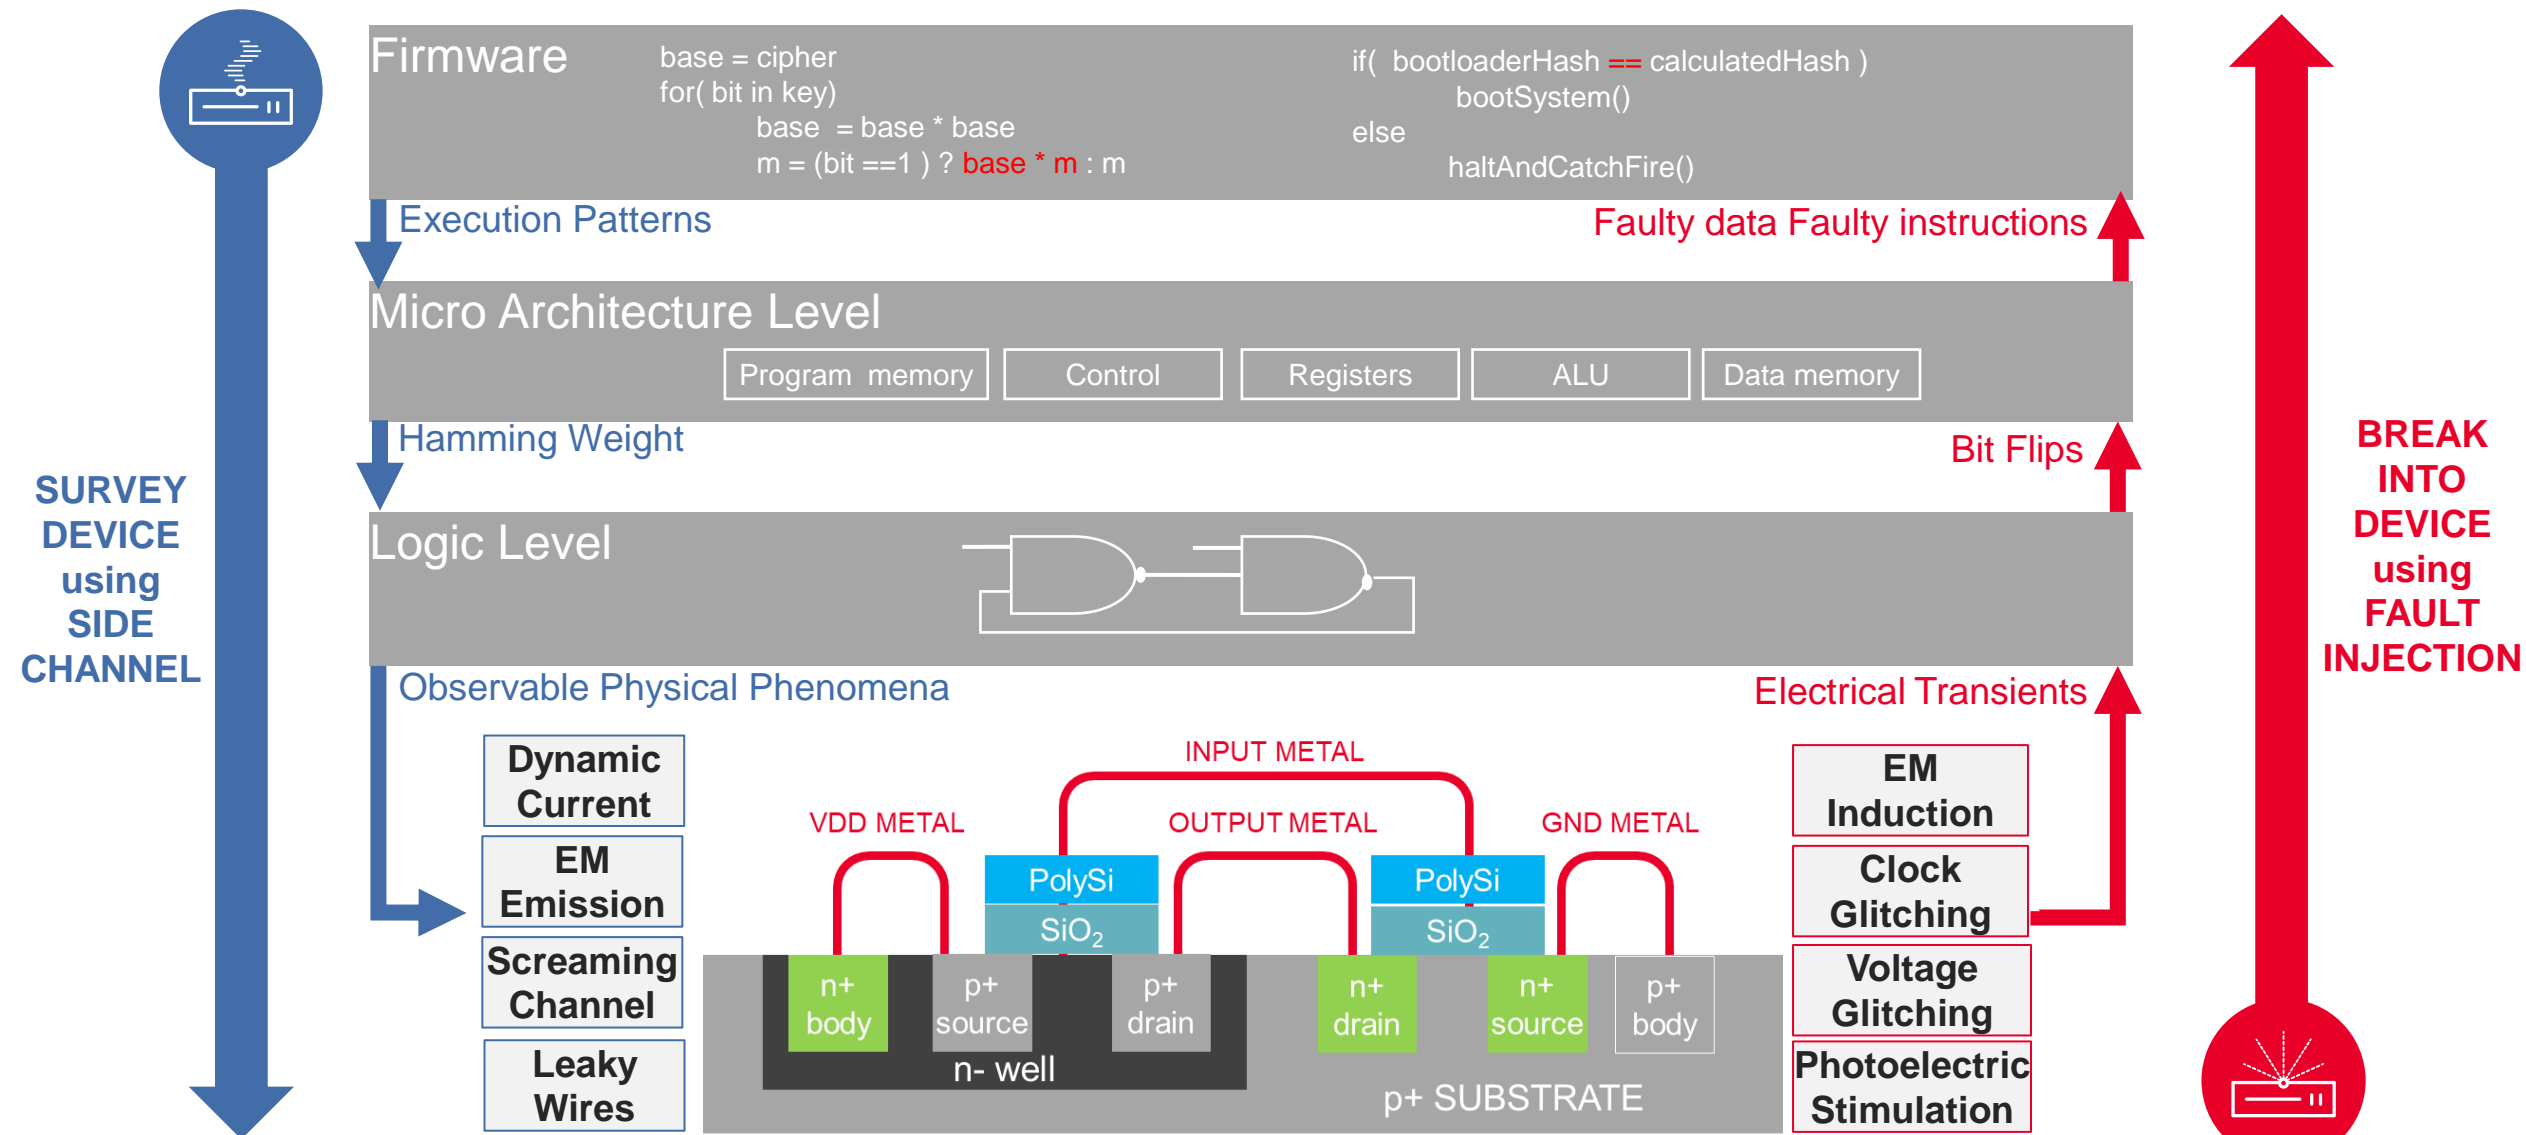 Firmware
base = cipher
for( bit in key)
base  = base * base
m = (bit ==1 ) ? base * m : m
if(  bootloaderHash == calculatedHash )
bootSystem()
else
haltAndCatchFire()
Execution Patterns
Faulty data Faulty instructions
Micro Architecture Level
Program  memory
Control
Registers
ALU
Data memory
Hamming Weight
Bit Flips
SURVEY
DEVICE
using
SIDE
CHANNEL
BREAK
INTO
DEVICE
using
FAULT
INJECTION
Logic Level
Observable Physical Phenomena
Electrical Transients
Dynamic
Current
EM
Emission
Screaming
Channel
Leaky
Wires
INPUT METAL
VDD METAL
OUTPUT METAL
GND METAL
PolySi
SiO₂
PolySi
SiO₂
n+
body
p+
source
p+
drain
n+
drain
n+
source
p+
body
n- well
p+ SUBSTRATE
EM
Induction
Clock
Glitching
Voltage
Glitching
Photoelectric
Stimulation